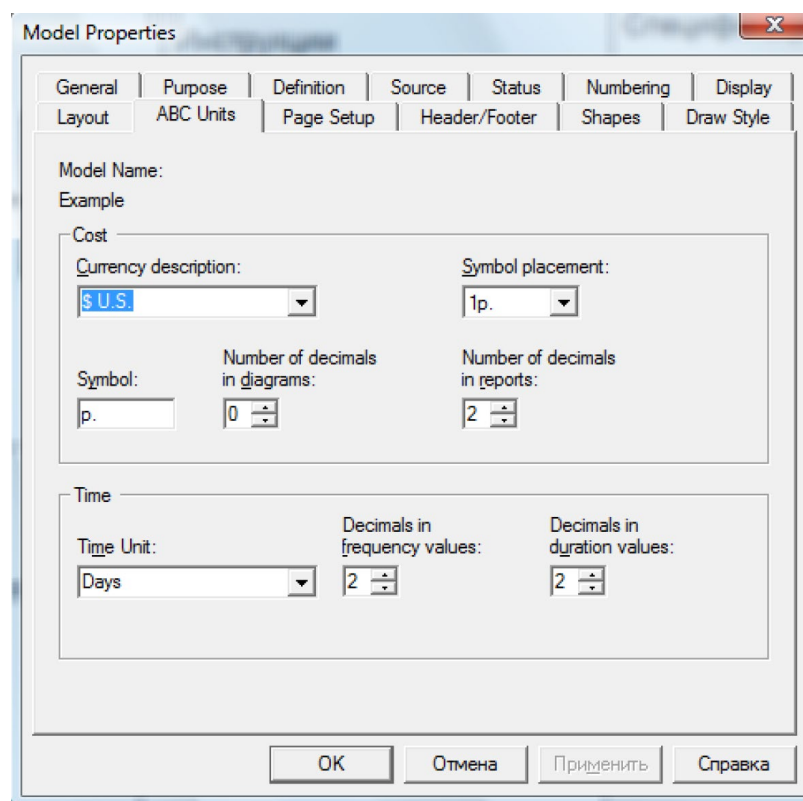 Model Properties
General Purpose Definition Source Status Numbering Display
Layout ABC Units Page Setup Header/Footer Shapes Draw Style
Model Name:
Example
Cost
Currency description: Symbol placement:
$ U.S. 1p.
Number of decimals Number of decimals
Symbol: in diagrams: in reports:
p. 0 2
Time
Decimals in Decimals in
Time Unit: frequency values: duration values:
Days 2 2
OK Отмена Применить Справка